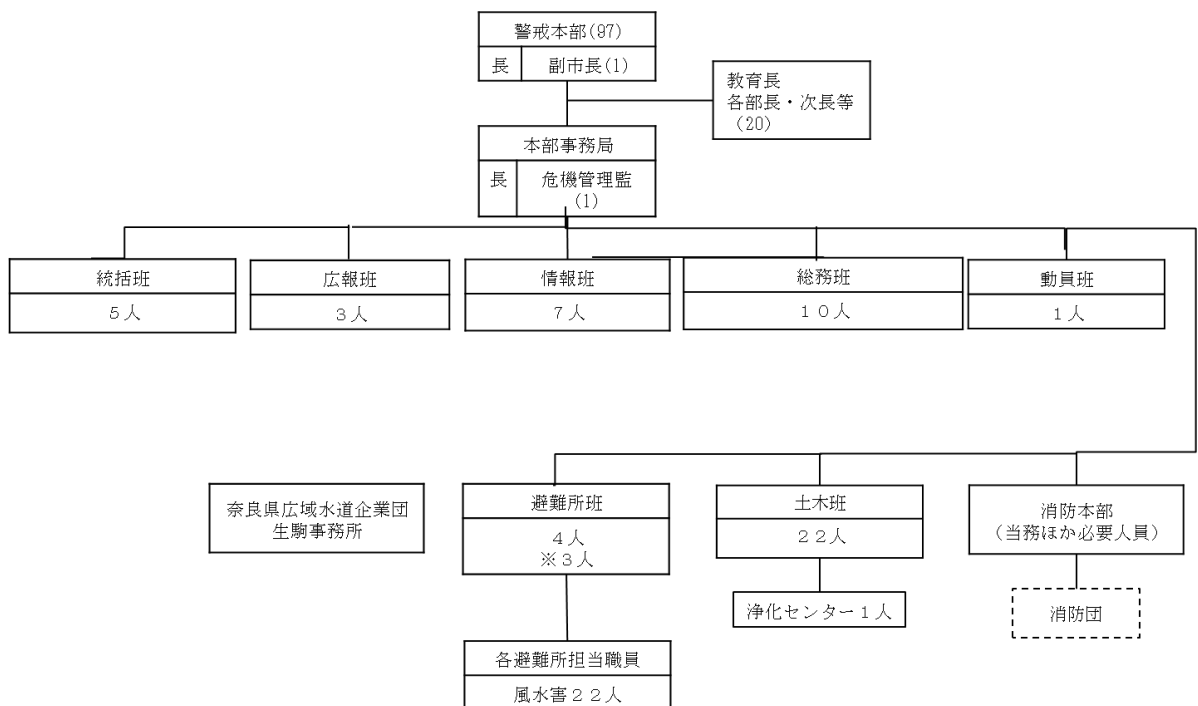 警戒本部(97)
長 副市長(1)
教育長
各部長・次長等
(20)
本部事務局
長 危機管理監
(1)
統括班
5人
広報班
3人
情報班
7人
総務班
10人
動員班
1人
奈良県広域水道企業団
生駒事務所
避難所班
4人
※3人
土木班
22人
消防本部
(当務ほか必要人員)
浄化センター1人
消防団
各避難所担当職員
風水害22人